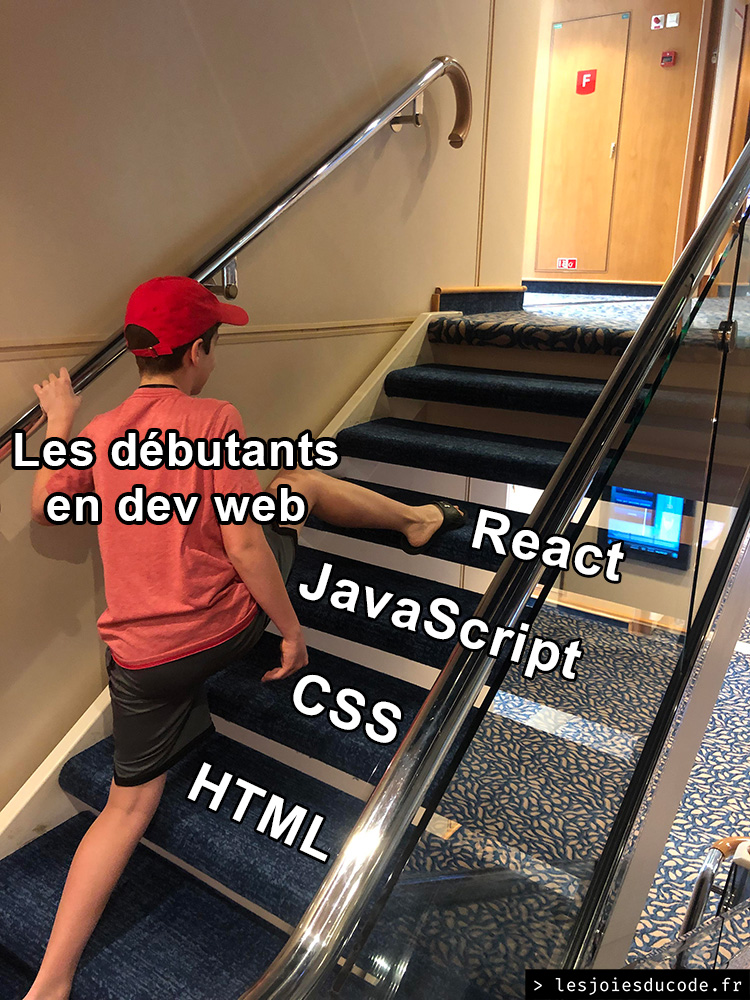 F
Les débutants
en dev web
React
JavaScript
CSS
HTML
> lesjoiesducode.fr